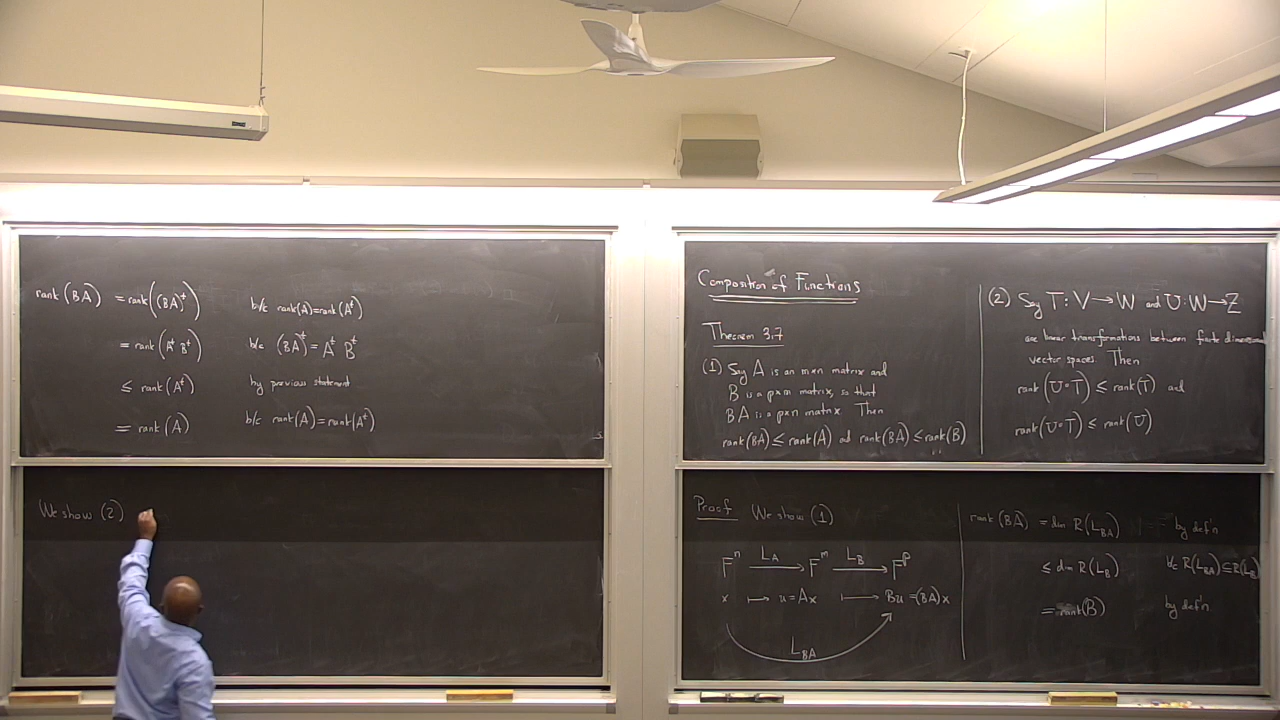 rank (BA) = rank((BA)^t) b/c rank(A)=rank(A^t)
= rank (A^t B^t) b/c (BA)^t = A^t B^t
≤ rank (A^t) by previous statement
= rank (A) b/c rank(A)=rank(A^t)
We show (2)
Composition of Functions
Theorem 3.7
(1) Say A is an m×n matrix and
B is a p×m matrix, so that
BA is a p×n matrix Then
rank(BA) ≤ rank(A) and rank(BA) ≤ rank(B)
(2) Say T: V → W and U: W → Z
are linear transformations between finite dimensional
vector spaces. Then
rank (U∘T) ≤ rank(T) and
rank(U∘T) ≤ rank(U)
Proof We show (1)
F^n L_A → F^m L_B → F^p
x ↦ u = Ax ↦ Bu = (BA)x
L_BA
rank(BA) = dim R(L_BA) by def'n
≤ dim R(L_B) b/c R(L_BA) ⊆ R(L_B)
= rank(B) by def'n